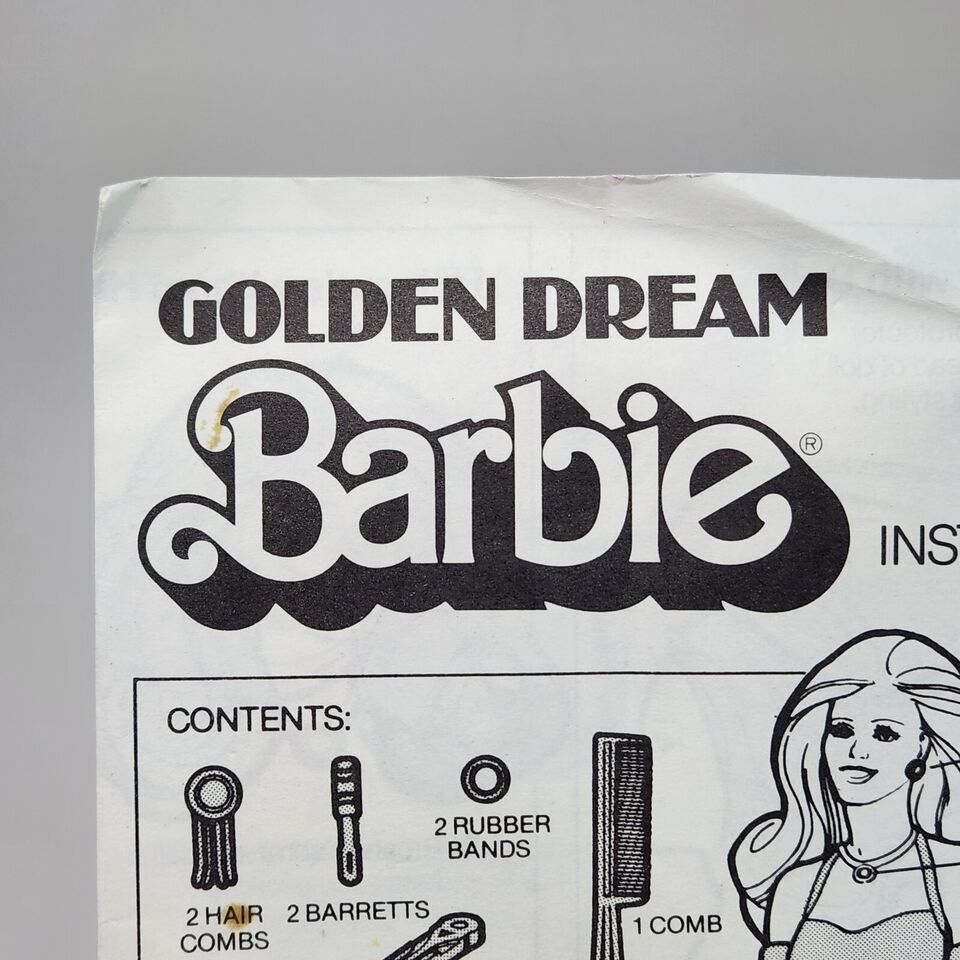 GOLDEN DREAM
Barbie®
INST
CONTENTS:
2 RUBBER
BANDS
2 HAIR
COMBS
2 BARRETTS
1 COMB